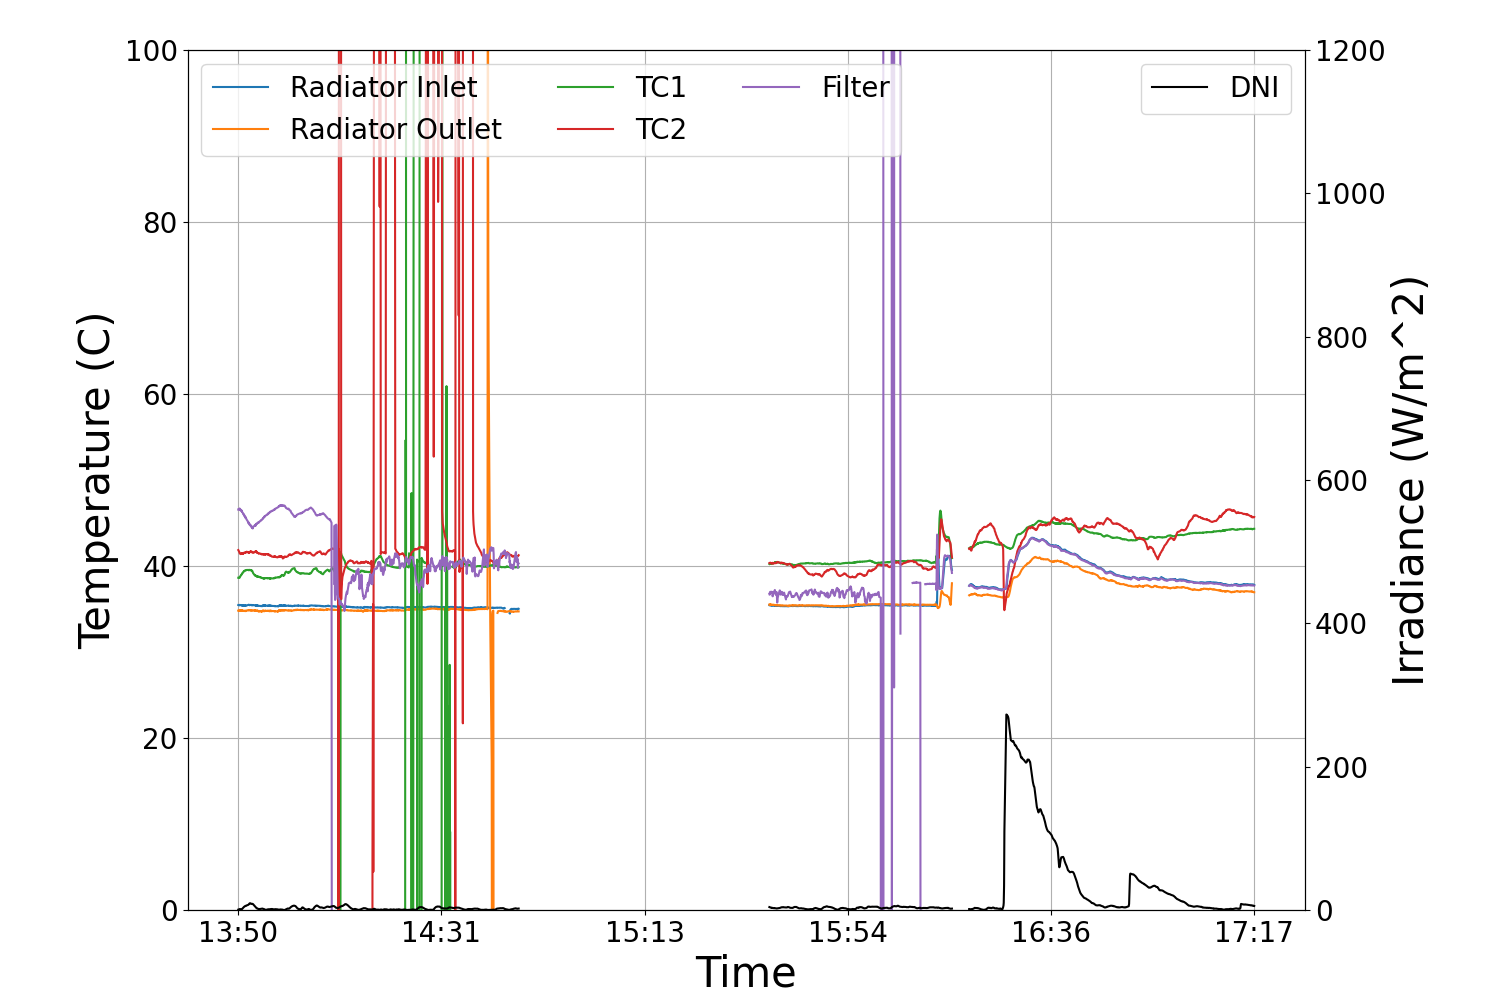 100
80
60
40
20
0
Temperature (C)
Radiator Inlet
Radiator Outlet
TC1
TC2
Filter
DNI
1200
1000
800
600
400
200
0
Irradiance (W/m^2)
13:50 14:31 15:13 15:54 16:36 17:17
Time